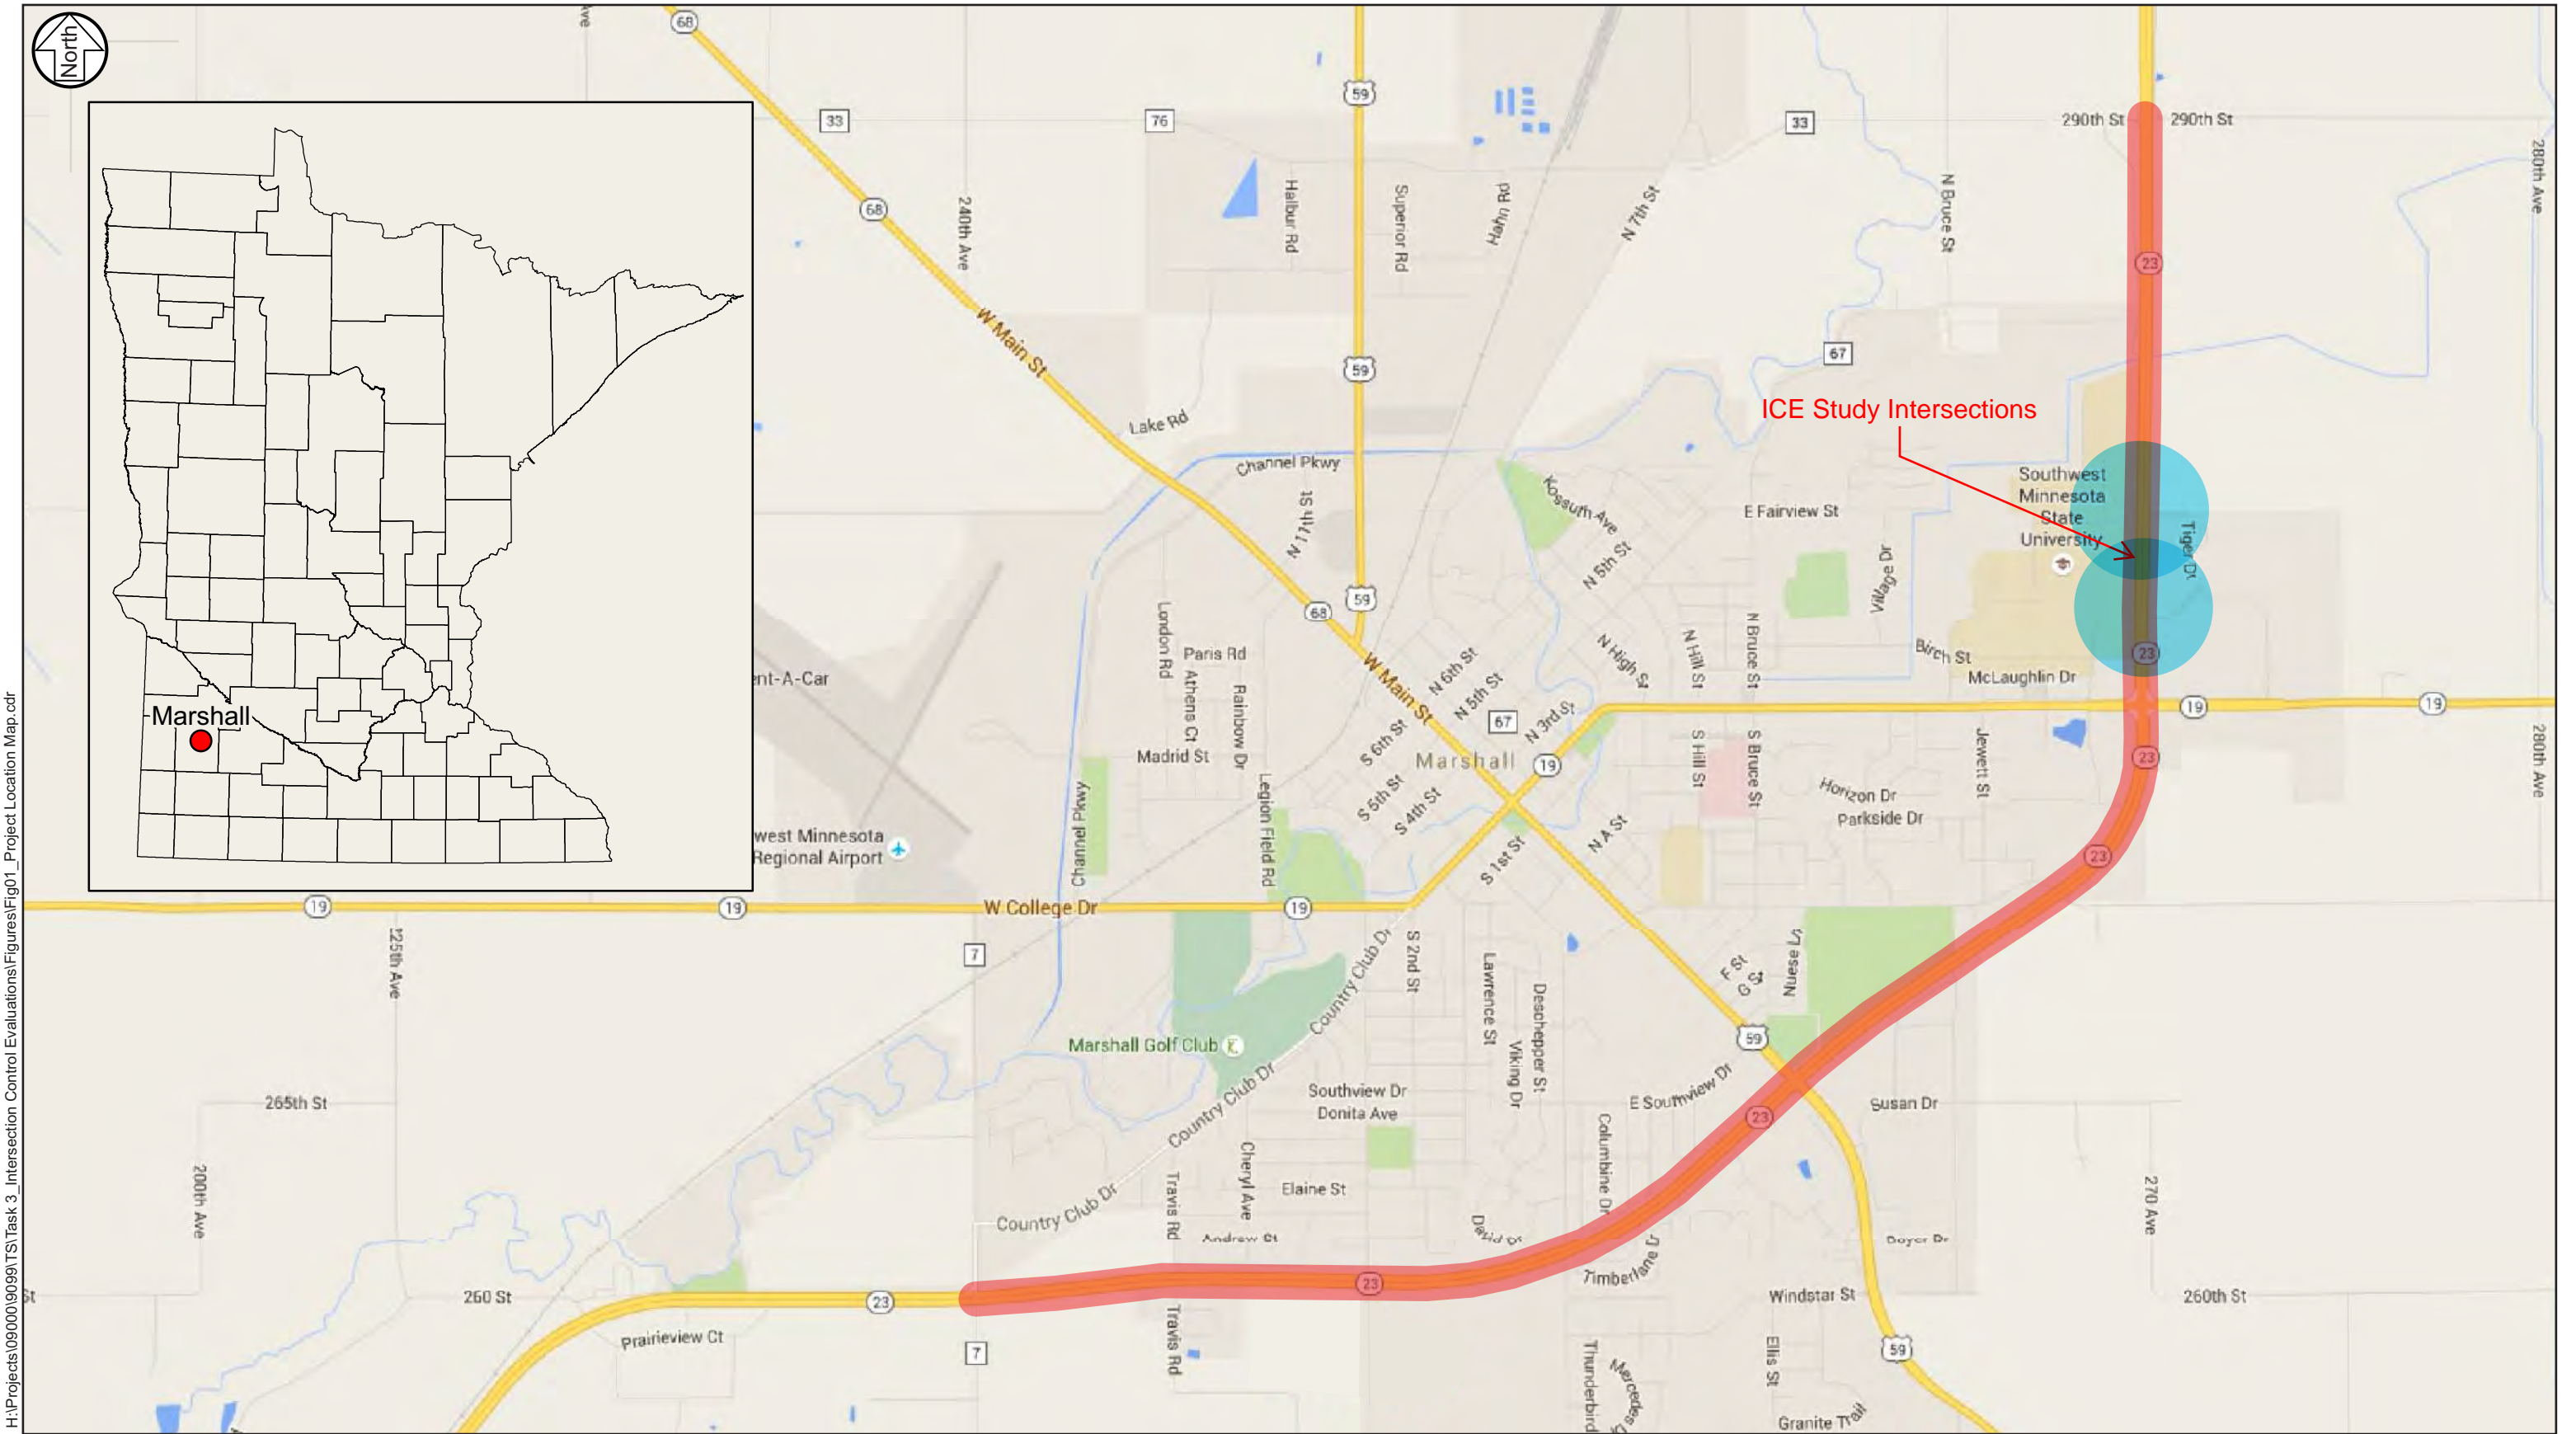 North
68
59
33
76
33
290th St
290th St
280th Ave
68
240th Ave
Halbur Rd
Superior Rd
Hahn Rd
N 7th St
N Bruce St
23
W Main St
59
67
Lake Rd
ICE Study Intersections
Channel Pkwy
N 11th St
Kossuth Ave
E Fairview St
Southwest
Minnesota
State
University
Tiger Dr
N 5th St
Village Dr
68
59
London Rd
Paris Rd
Athens Ct
Rainbow Dr
W Main St
N 6th St
N 5th St
N High St
N Hill St
N Bruce St
Birch St
23
McLaughlin Dr
ent-A-Car
Marshall
67
N 3rd St
19
19
S 6th St
Madrid St
Marshall
19
S Hill St
S Bruce St
Jewett St
23
280th Ave
S 5th St
S 4th St
Horizon Dr
Parkside Dr
Channel Pkwy
Legion Field Rd
west Minnesota
Regional Airport
S 1st St
N A St
23
19
19
W College Dr
19
7
Country Club Dr
S 2nd St
Lawrence St
Deschepper St
Viking Dr
F St
G St
Nuese Ln
Marshall Golf Club
59
265th St
Country Club Dr
Southview Dr
Donita Ave
E Southview Dr
23
Susan Dr
200th Ave
Country Club Dr
Travis Rd
Cheryl Ave
Elaine St
Andrew St
David Dr
Columbine Dr
Timberlane Dr
270 Ave
260 St
23
23
Windstar St
260th St
St
Prairieview Ct
7
Travis Rd
Thunderbird
Ellis St
59
Granite Trail
H:\Projects\09000\9099\TS\Task 3_Intersection Control Evaluations\Figures\Fig01_Project Location Map.cdr